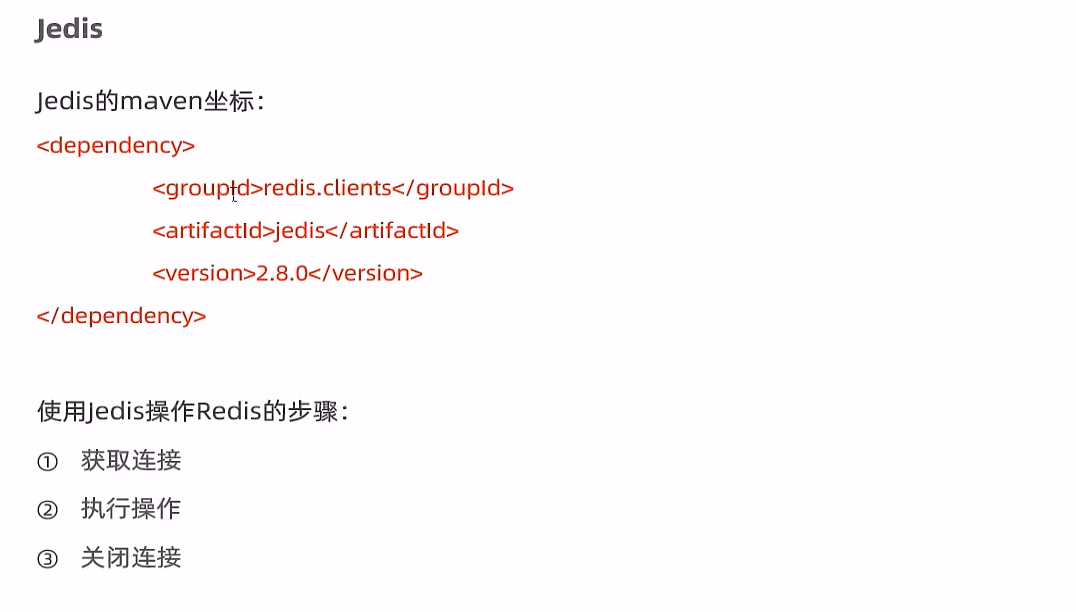 Jedis
Jedis的maven坐标：
<dependency>
<groupId>redis.clients</groupId>
<artifactId>jedis</artifactId>
<version>2.8.0</version>
</dependency>
使用Jedis操作Redis的步骤：
① 获取连接
② 执行操作
③ 关闭连接